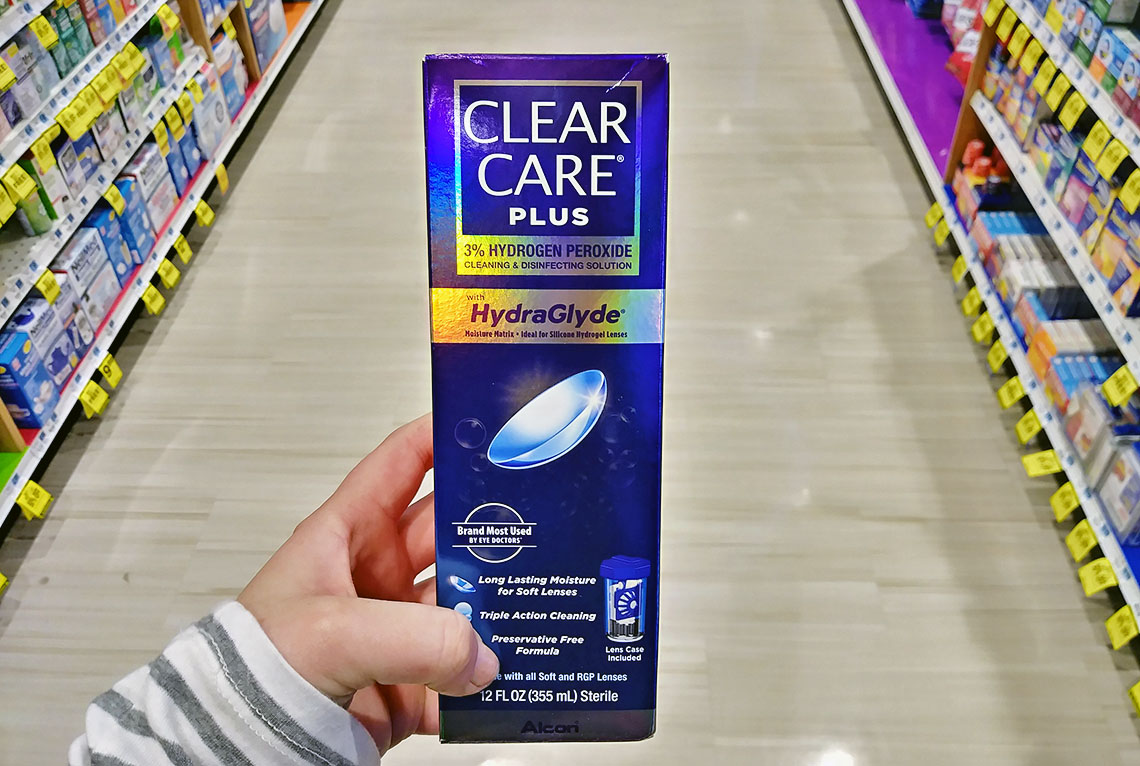 CLEAR
CARE®
PLUS
3% HYDROGEN PEROXIDE
CLEANING & DISINFECTING SOLUTION
with
HydraGlyde®
Moisture Matrix • Ideal for Silicone Hydrogel Lenses
Brand Most Used
BY EYE DOCTORS*
Long Lasting Moisture
for Soft Lenses
Triple Action Cleaning
Preservative Free
Formula
Lens Case
Included
with all Soft and RGP Lenses
12 FL OZ (355 mL) Sterile
Alcon